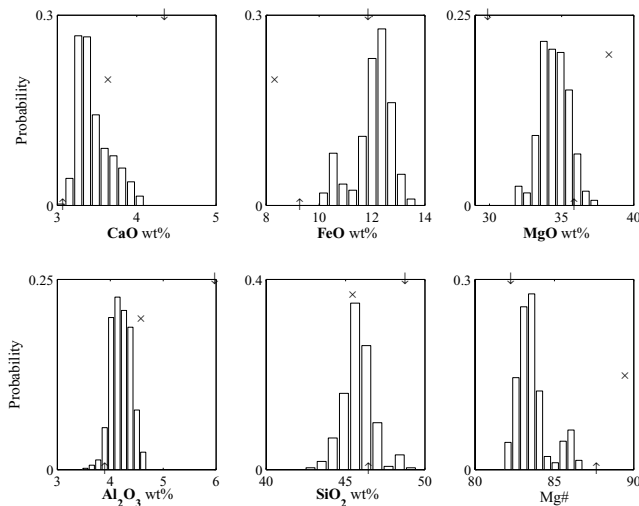 0.3 0.3 0.25
Probability
0 0 0
3 4 5 8 10 12 14 30 35 40
CaO wt% FeO wt% MgO wt%
0.25 0.4
Probability
0 0 0
3 4 5 6 40 45 50 80 85 90
Al₂O₃ wt% SiO₂ wt% Mg#